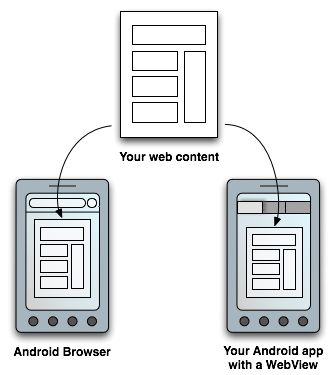 Your web content
Android Browser
Your Android app
with a WebView